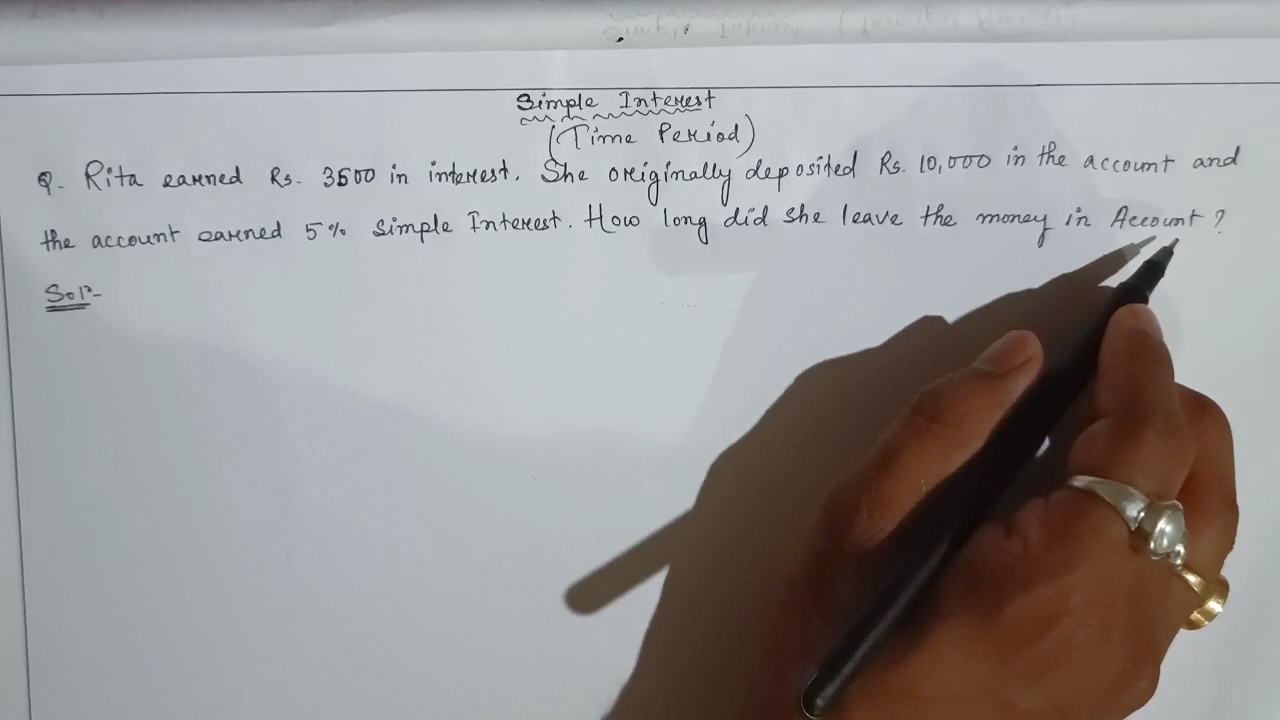 Simple Interest
(Time Period)
Q. Rita earned Rs. 3500 in interest. She originally deposited Rs. 10,000 in the account and
the account earned 5% simple Interest. How long did she leave the money in Account?
Solⁿ-